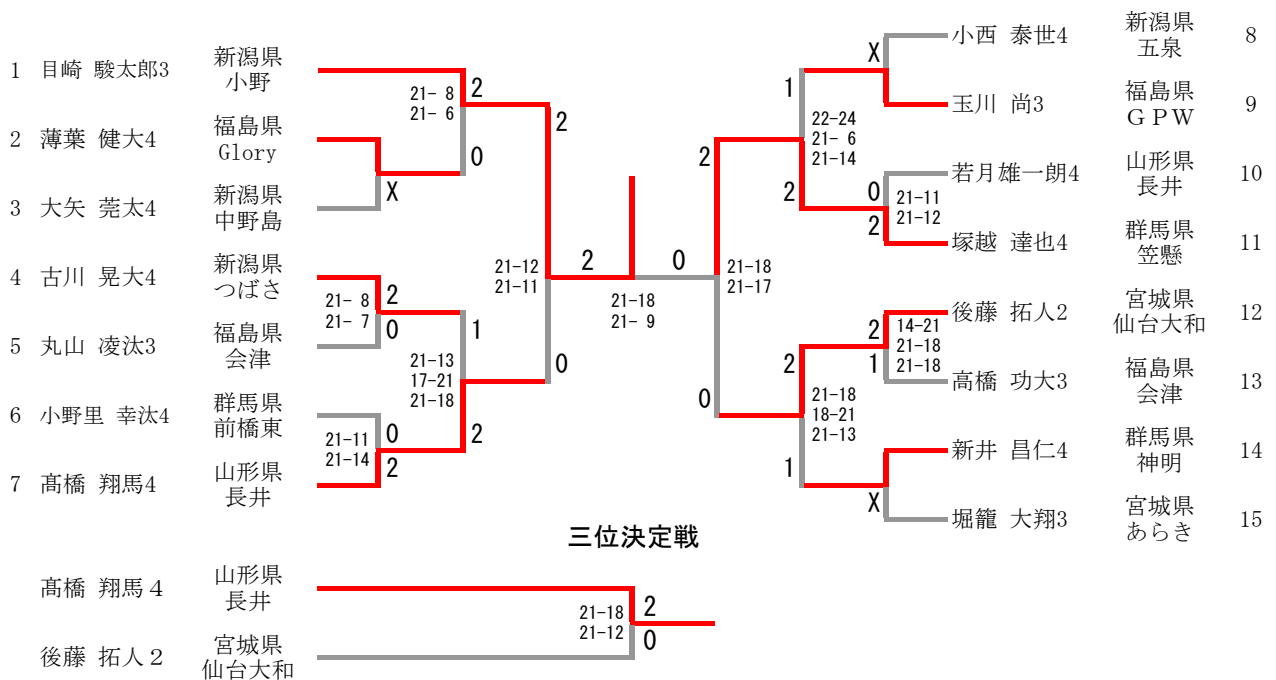 1 目崎 駿太郎3 新潟県
小野
2 薄葉 健大4 福島県
Glory
3 大矢 莞太4 新潟県
中野島
4 古川 晃大4 新潟県
つばさ
5 丸山 凌汰3 福島県
会津
6 小野里 幸汰4 群馬県
前橋東
7 髙橋 翔馬4 山形県
長井
21- 8
21- 6
2
0
X
21- 8
21- 7
2
0
21-11
21-14
0
2
21-13
17-21
21-18
1
2
21-12
21-11
2
0
2
0
21-18
21- 9
21-18
21-17
2
0
22-24
21- 6
21-14
1
2
X
0
2
21-11
21-12
21-18
18-21
21-13
2
1
2
1
14-21
21-18
21-18
X
小西 泰世4 新潟県
五泉
8
玉川 尚3 福島県
ＧＰＷ
9
若月雄一朗4 山形県
長井
10
塚越 達也4 群馬県
笠懸
11
後藤 拓人2 宮城県
仙台大和
12
高橋 功大3 福島県
会津
13
新井 昌仁4 群馬県
神明
14
堀籠 大翔3 宮城県
あらき
15
三位決定戦
髙橋 翔馬４ 山形県
長井
後藤 拓人２ 宮城県
仙台大和
21-18
21-12
2
0